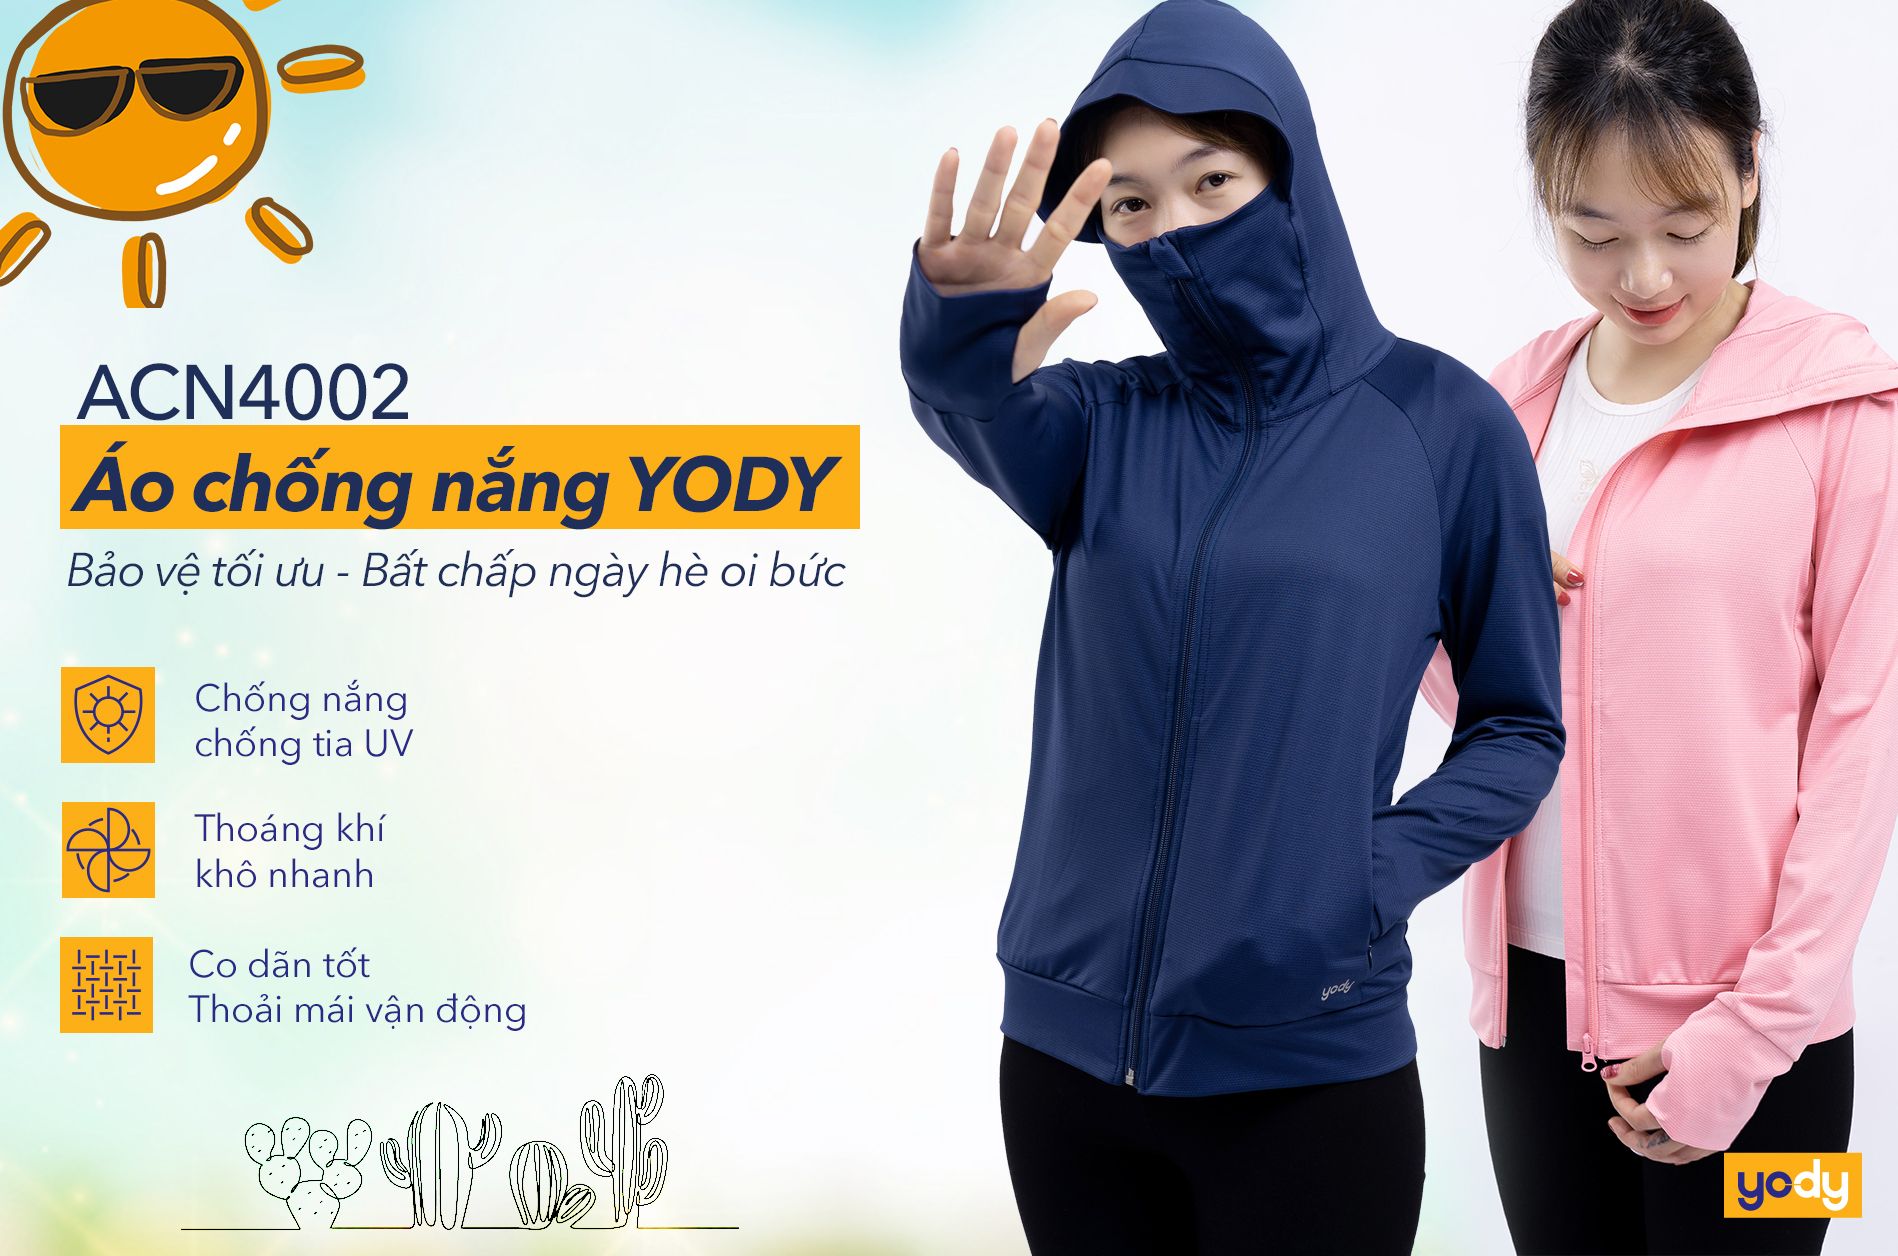 ACN4002
Áo chống nắng YODY
Bảo vệ tối ưu - Bất chấp ngày hè oi bức
Chống nắng
chống tia UV
Thoáng khí
khô nhanh
Co dãn tốt
Thoải mái vận động
yody
yody